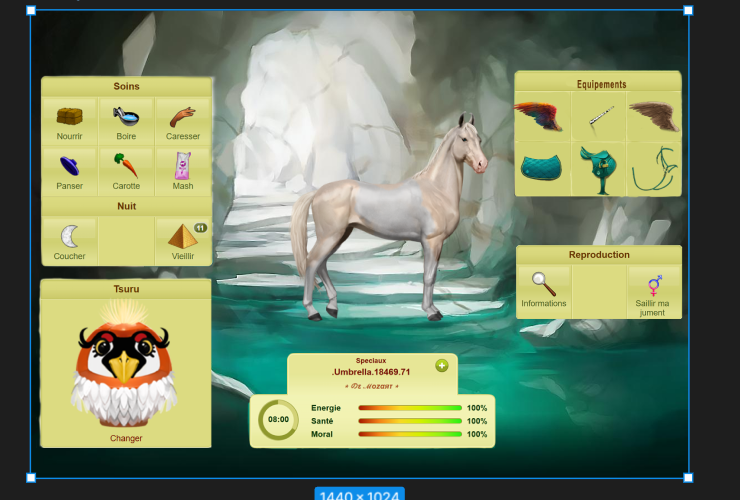 Soins
Nourrir
Boire
Caresser
Panser
Carotte
Mash
Nuit
11
Coucher
Vieillir
Tsuru
Changer
Equipements
Reproduction
Informations
Saillir ma
jument
Speciaux
.Umbrella.18469.71
+
De Mozart
08:00
Energie 100%
Santé 100%
Moral 100%
1440 × 1024